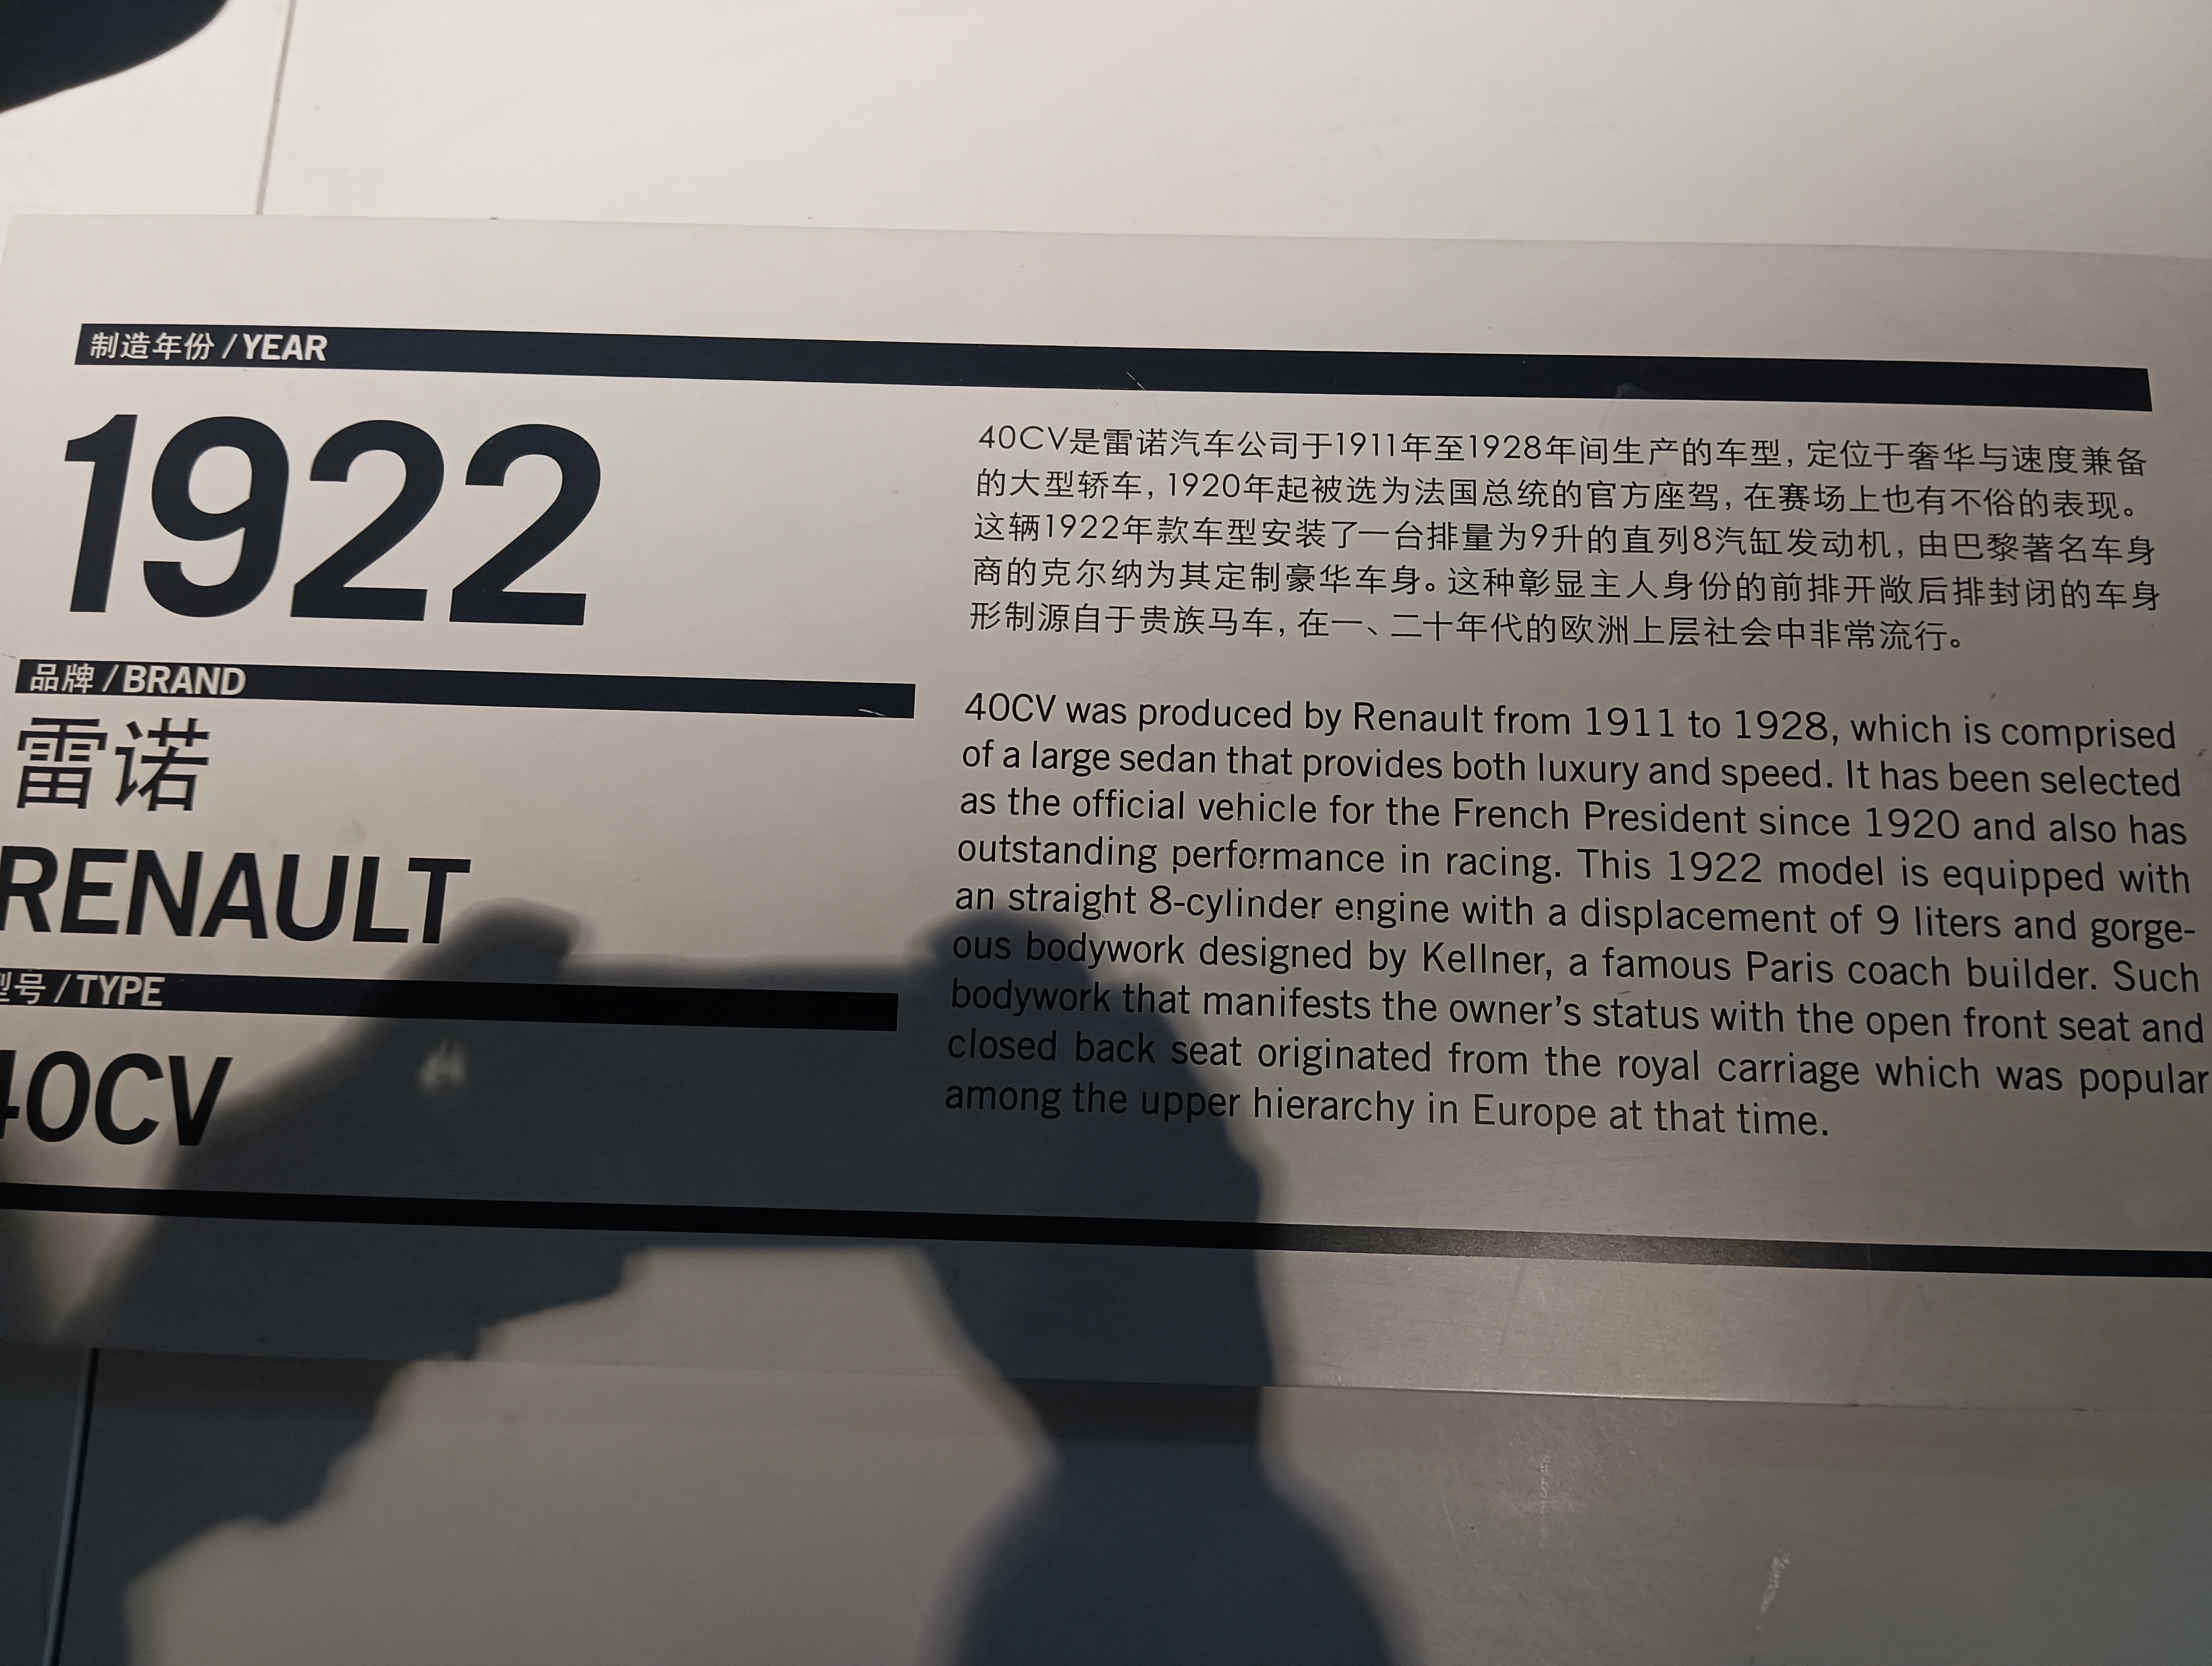 制造年份 / YEAR
1922
品牌 / BRAND
雷诺
RENAULT
型号 / TYPE
40CV
40CV是雷诺汽车公司于1911年至1928年间生产的车型, 定位于奢华与速度兼备
的大型轿车, 1920年起被选为法国总统的官方座驾, 在赛场上也有不俗的表现。
这辆1922年款车型安装了一台排量为9升的直列8汽缸发动机, 由巴黎著名车身
商的克尔纳为其定制豪华车身。这种彰显主人身份的前排开敞后排封闭的车身
形制源自于贵族马车, 在一、二十年代的欧洲上层社会中非常流行。
40CV was produced by Renault from 1911 to 1928, which is comprised
of a large sedan that provides both luxury and speed. It has been selected
as the official vehicle for the French President since 1920 and also has
outstanding performance in racing. This 1922 model is equipped with
an straight 8-cylinder engine with a displacement of 9 liters and gorge-
ous bodywork designed by Kellner, a famous Paris coach builder. Such
bodywork that manifests the owner's status with the open front seat and
closed back seat originated from the royal carriage which was popular
among the upper hierarchy in Europe at that time.